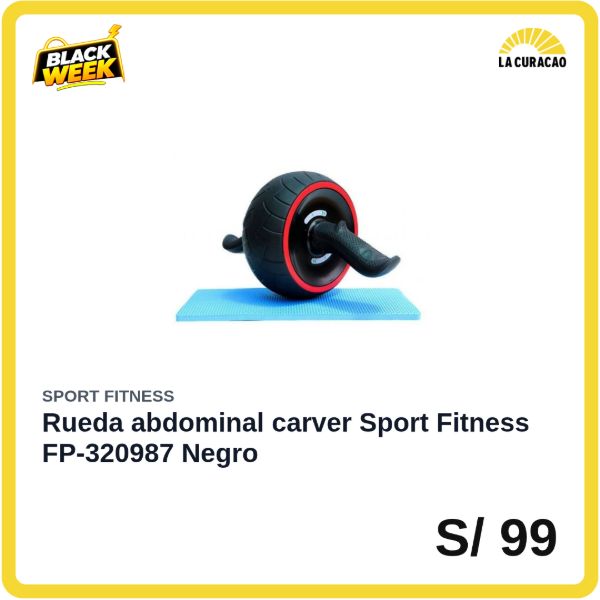 BLACK
WEEK
LA CURACAO
SPORT FITNESS
Rueda abdominal carver Sport Fitness
FP-320987 Negro
S/ 99